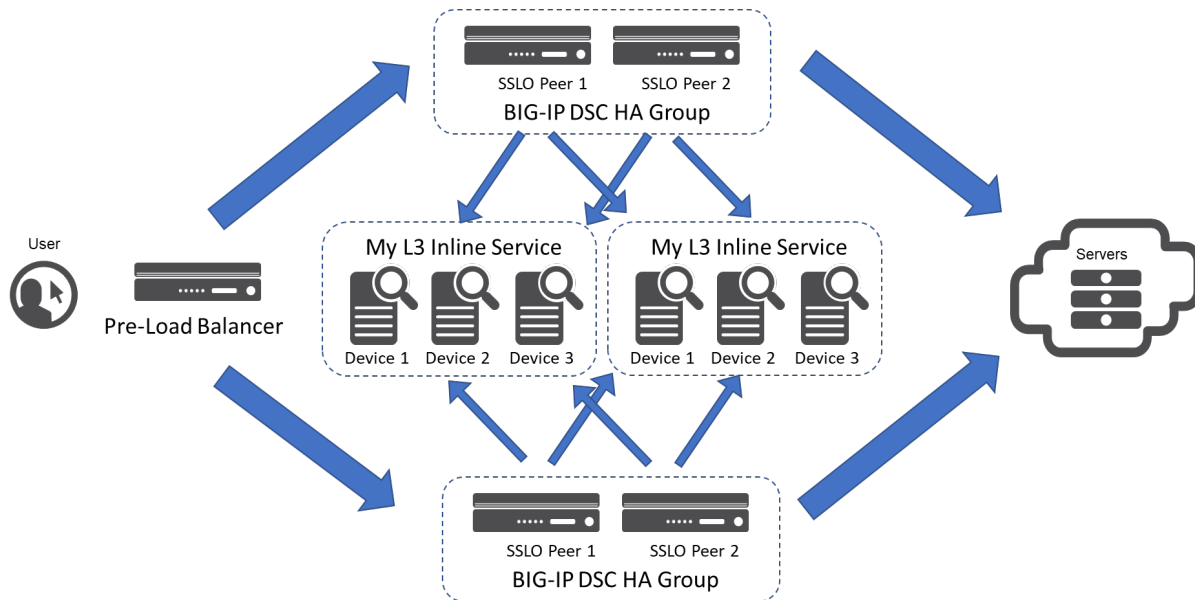 SSLO Peer 1
SSLO Peer 2
BIG-IP DSC HA Group
User
Pre-Load Balancer
My L3 Inline Service
Device 1
Device 2
Device 3
My L3 Inline Service
Device 1
Device 2
Device 3
Servers
SSLO Peer 1
SSLO Peer 2
BIG-IP DSC HA Group